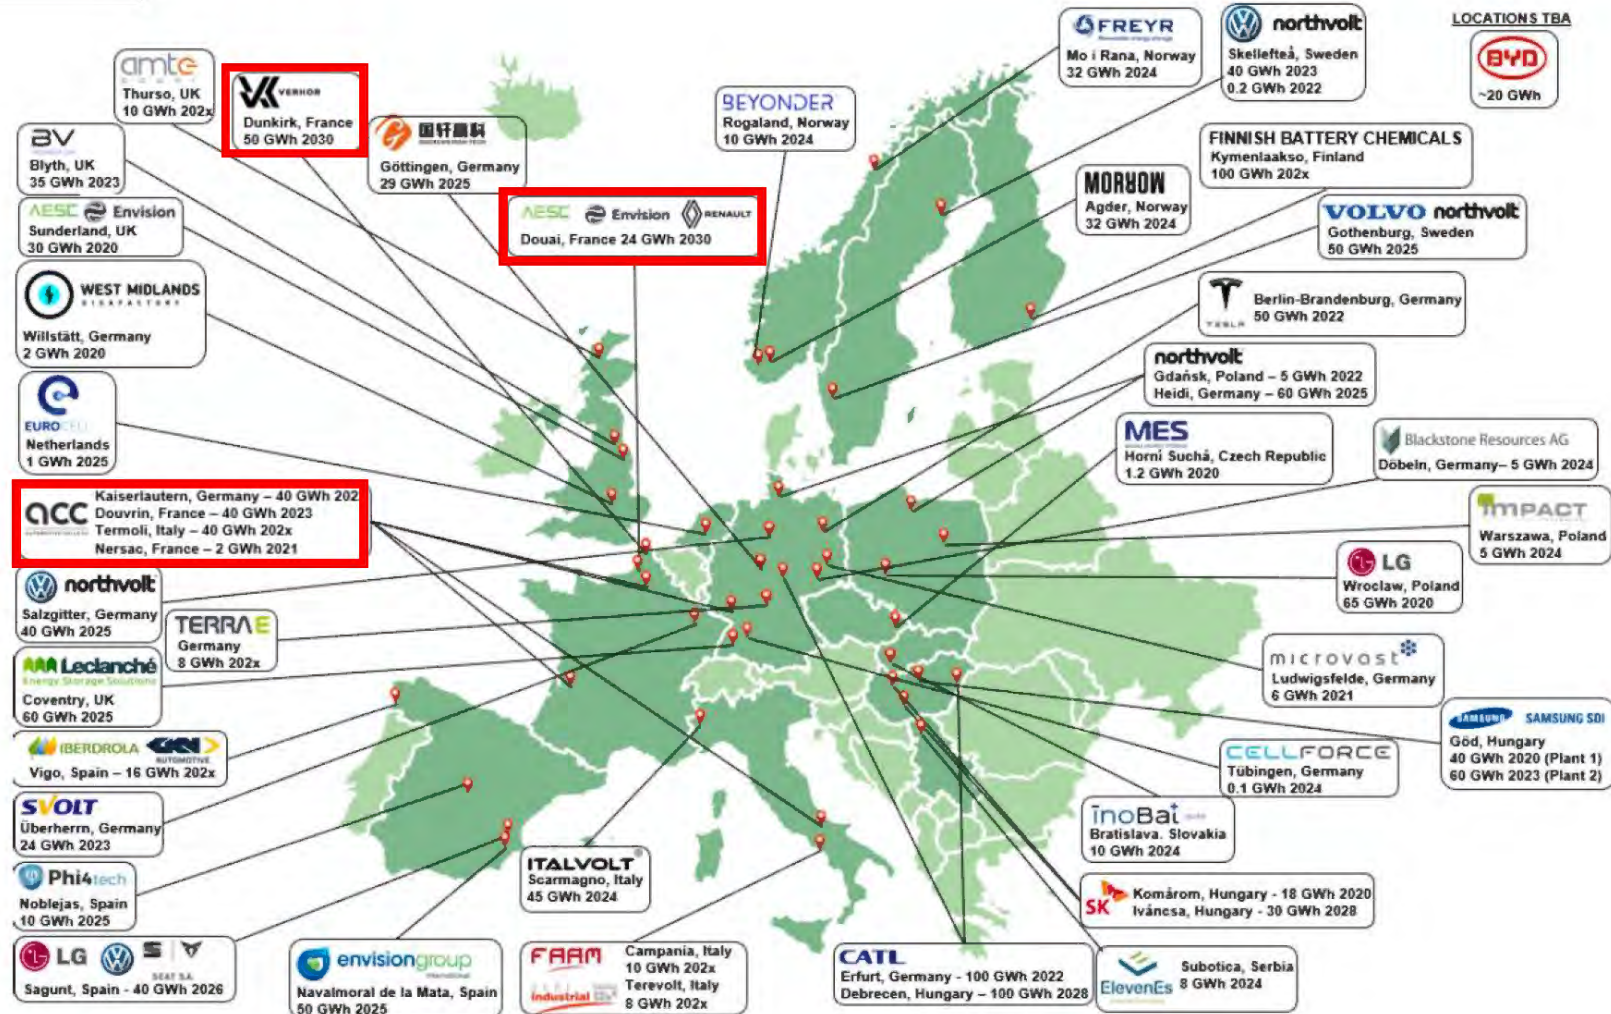 amte
Thurso, UK
10 GWh 202x
VERKOR
Dunkirk, France
50 GWh 2030
国轩高科
Göttingen, Germany
29 GWh 2025
BV
Blyth, UK
35 GWh 2023
AESC Envision
Sunderland, UK
30 GWh 2020
AESC Envision RENAULT
Douai, France 24 GWh 2030
WEST MIDLANDS
GIGAFACTORY
Willstätt, Germany
2 GWh 2020
EUROCELL
Netherlands
1 GWh 2025
acc
Kaiserlautern, Germany – 40 GWh 202
Douvrin, France – 40 GWh 2023
Termoli, Italy – 40 GWh 202x
Nersac, France – 2 GWh 2021
northvolt
Salzgitter, Germany
40 GWh 2025
TERRAE
Germany
8 GWh 202x
Leclanché
Energy Storage Solutions
Coventry, UK
60 GWh 2025
IBERDROLA GKN
AUTOMOTIVE
Vigo, Spain – 16 GWh 202x
SVOLT
Überherrn, Germany
24 GWh 2023
Phi4tech
Noblejas, Spain
10 GWh 2025
LG
SEAT S.A.
Sagunt, Spain - 40 GWh 2026
envisiongroup
Navalmoral de la Mata, Spain
50 GWh 2025
ITALVOLT
Scarmagno, Italy
45 GWh 2024
FAAM
industrial
Campania, Italy
10 GWh 202x
Terevolt, Italy
8 GWh 202x
CATL
Erfurt, Germany - 100 GWh 2022
Debrecen, Hungary – 100 GWh 2028
ElevenEs
Subotica, Serbia
8 GWh 2024
SK
Komárom, Hungary - 18 GWh 2020
Iváncsa, Hungary - 30 GWh 2028
inoBat
Bratislava. Slovakia
10 GWh 2024
CELLFORCE
Tübingen, Germany
0.1 GWh 2024
SAMSUNG SAMSUNG SDI
Göd, Hungary
40 GWh 2020 (Plant 1)
60 GWh 2023 (Plant 2)
microvast
Ludwigsfelde, Germany
6 GWh 2021
LG
Wroclaw, Poland
65 GWh 2020
IMPACT
Warszawa, Poland
5 GWh 2024
Blackstone Resources AG
Döbeln, Germany– 5 GWh 2024
MES
Horní Suchá, Czech Republic
1.2 GWh 2020
northvolt
Gdańsk, Poland – 5 GWh 2022
Heidi, Germany – 60 GWh 2025
TESLA
Berlin-Brandenburg, Germany
50 GWh 2022
VOLVO northvolt
Gothenburg, Sweden
50 GWh 2025
MORROW
Agder, Norway
32 GWh 2024
FINNISH BATTERY CHEMICALS
Kymenlaakso, Finland
100 GWh 202x
BEYONDER
Rogaland, Norway
10 GWh 2024
FREYR
Mo i Rana, Norway
32 GWh 2024
northvolt
Skellefteå, Sweden
40 GWh 2023
0.2 GWh 2022
LOCATIONS TBA
BYD
~20 GWh